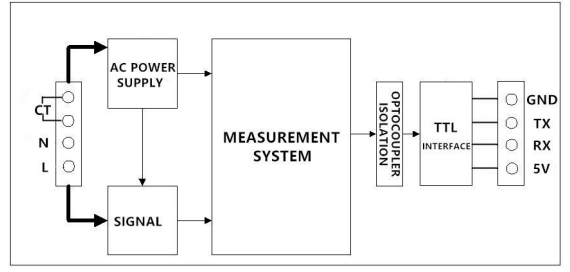 CT
N
L
AC POWER
SUPPLY
SIGNAL
MEASUREMENT
SYSTEM
OPTOCOUPLER
ISOLATION
TTL
INTERFACE
GND
TX
RX
5V